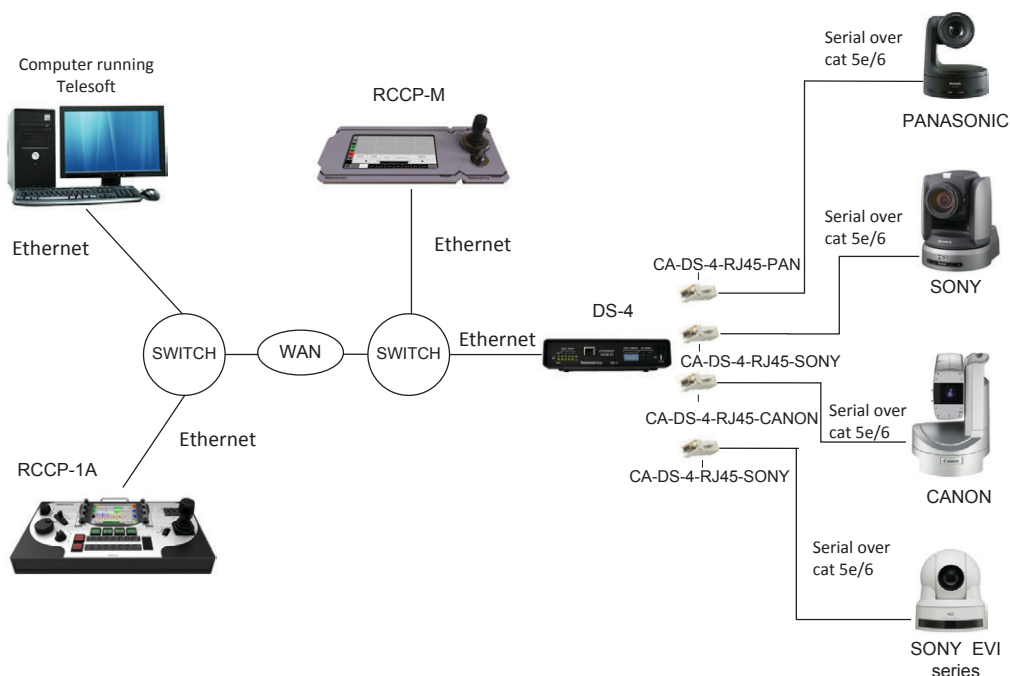 Computer running
Telesoft
RCCP-M
Serial over
cat 5e/6
PANASONIC
Ethernet
Ethernet
Serial over
cat 5e/6
SONY
SONY
CA-DS-4-RJ45-PAN
DS-4
SWITCH
WAN
SWITCH
Ethernet
CA-DS-4-RJ45-SONY
CA-DS-4-RJ45-CANON
Serial over
cat 5e/6
Canon
CANON
Ethernet
CA-DS-4-RJ45-SONY
RCCP-1A
Serial over
cat 5e/6
SONY EVI
series